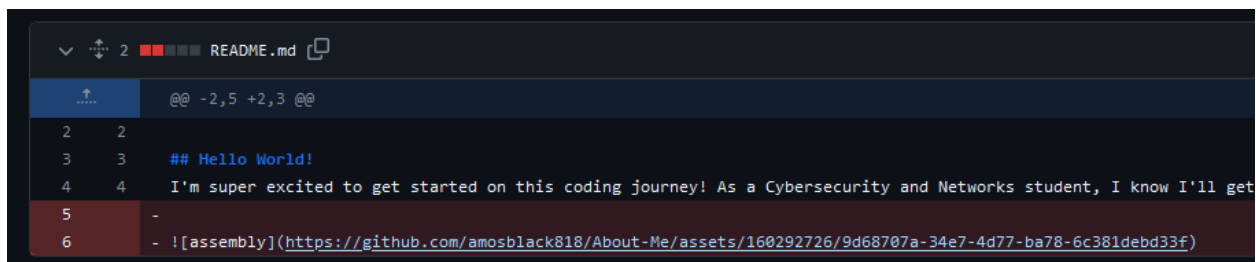 2 README.md
@@ -2,5 +2,3 @@
2 2
3 3 ## Hello World!
4 4 I'm super excited to get started on this coding journey! As a Cybersecurity and Networks student, I know I'll get
5 -
6 - ![assembly](https://github.com/amosblack818/About-Me/assets/160292726/9d68707a-34e7-4d77-ba78-6c381debd33f)